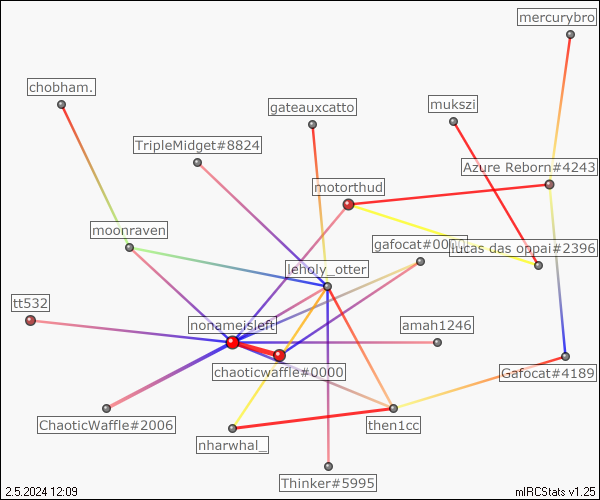 mercurybro
chobham.
gateauxcatto
mukszi
TripleMidget#8824
Azure Reborn#4243
motorthud
moonraven
gafocat#0000
lucas das oppai#2396
leholy_otter
tt532
nonameisleft
amah1246
chaoticwaffle#0000
Gafocat#4189
ChaoticWaffle#2006
then1cc
nharwhal_
Thinker#5995
2.5.2024 12:09
mIRCStats v1.25